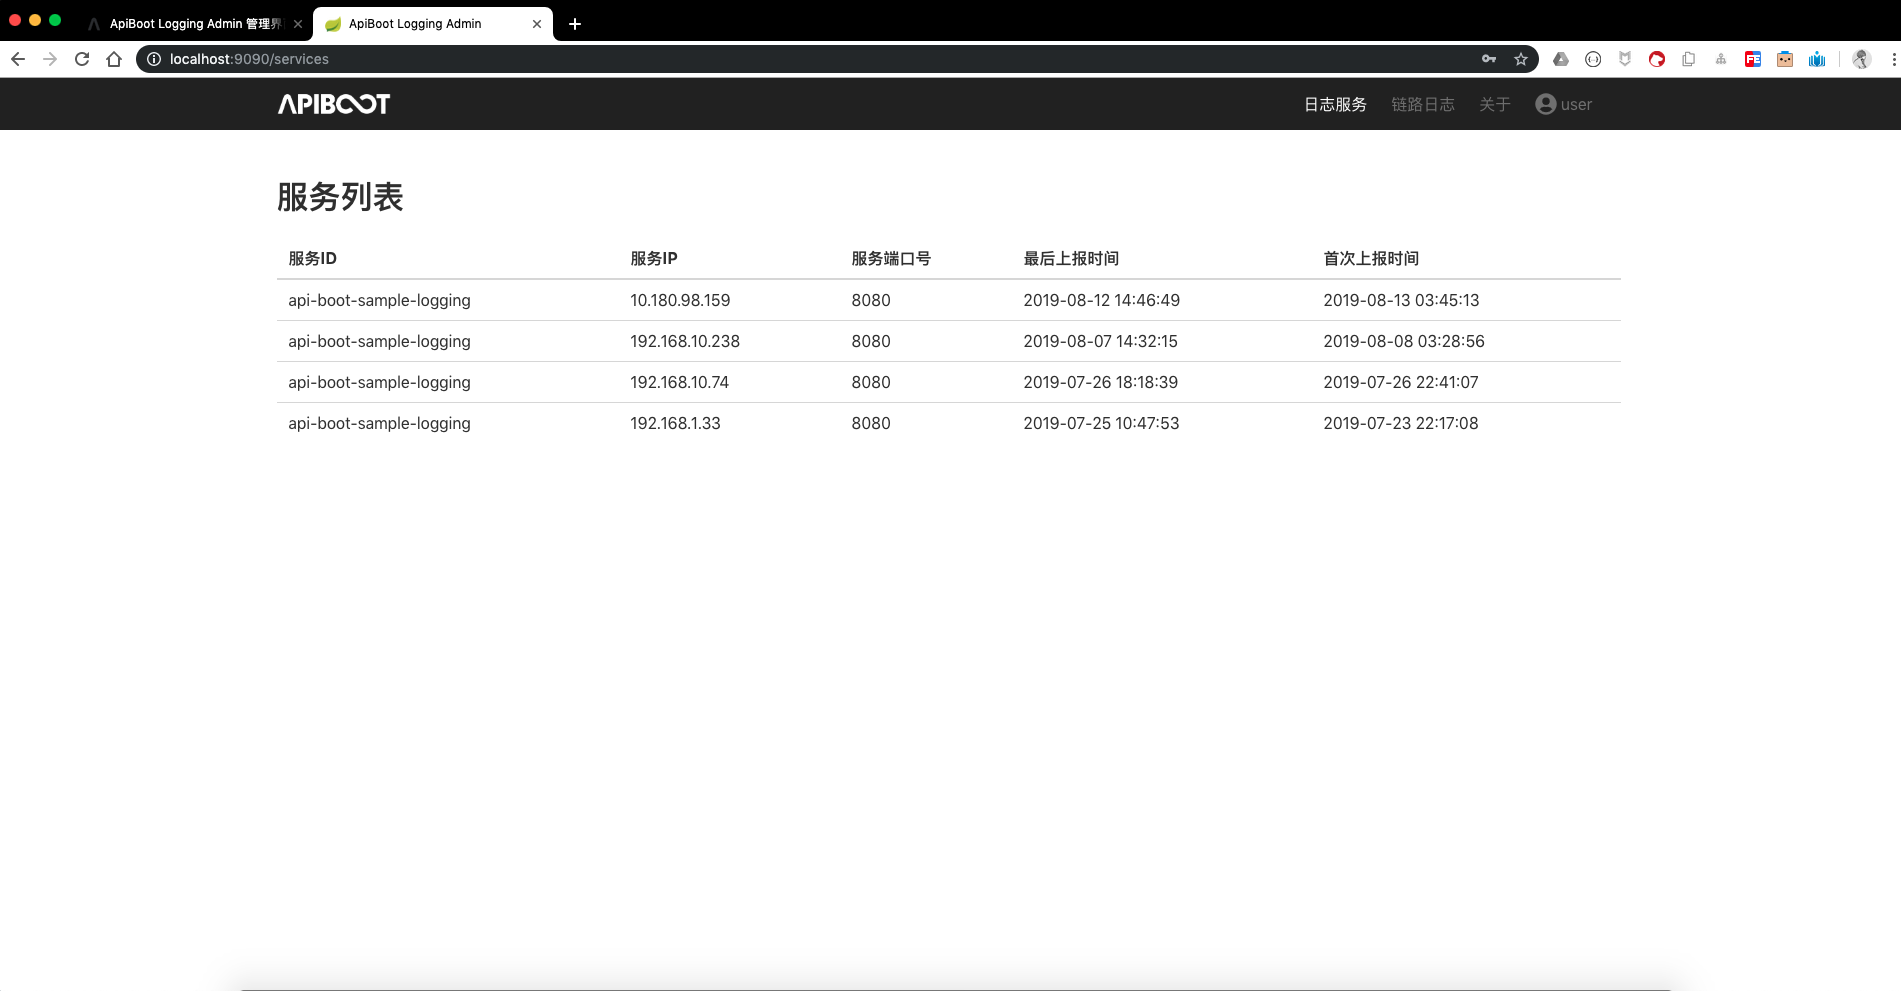 ApiBoot Logging Admin 管理界
ApiBoot Logging Admin
localhost:9090/services
FE
APIBOOT
日志服务 链路日志 关于 user
服务列表
服务ID 服务IP 服务端口号 最后上报时间 首次上报时间
api-boot-sample-logging 10.180.98.159 8080 2019-08-12 14:46:49 2019-08-13 03:45:13
api-boot-sample-logging 192.168.10.238 8080 2019-08-07 14:32:15 2019-08-08 03:28:56
api-boot-sample-logging 192.168.10.74 8080 2019-07-26 18:18:39 2019-07-26 22:41:07
api-boot-sample-logging 192.168.1.33 8080 2019-07-25 10:47:53 2019-07-23 22:17:08